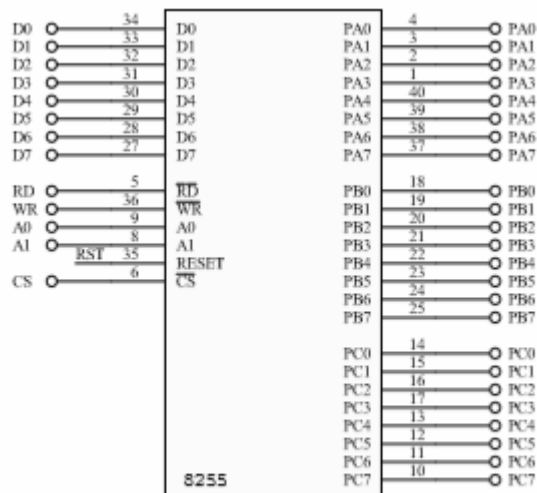 D0 34 D0 PA0 4 PA0
D1 33 D1 PA1 3 PA1
D2 32 D2 PA2 2 PA2
D3 31 D3 PA3 1 PA3
D4 30 D4 PA4 40 PA4
D5 29 D5 PA5 39 PA5
D6 28 D6 PA6 38 PA6
D7 27 D7 PA7 37 PA7
RD 5 RD PB0 18 PB0
WR 36 WR PB1 19 PB1
A0 9 A0 PB2 20 PB2
A1 8 A1 PB3 21 PB3
RST 35 RESET PB4 22 PB4
CS 6 CS PB5 23 PB5
PB6 24 PB6
PB7 25 PB7
PC0 14 PC0
PC1 15 PC1
PC2 16 PC2
PC3 17 PC3
PC4 13 PC4
PC5 12 PC5
PC6 11 PC6
8255 PC7 10 PC7